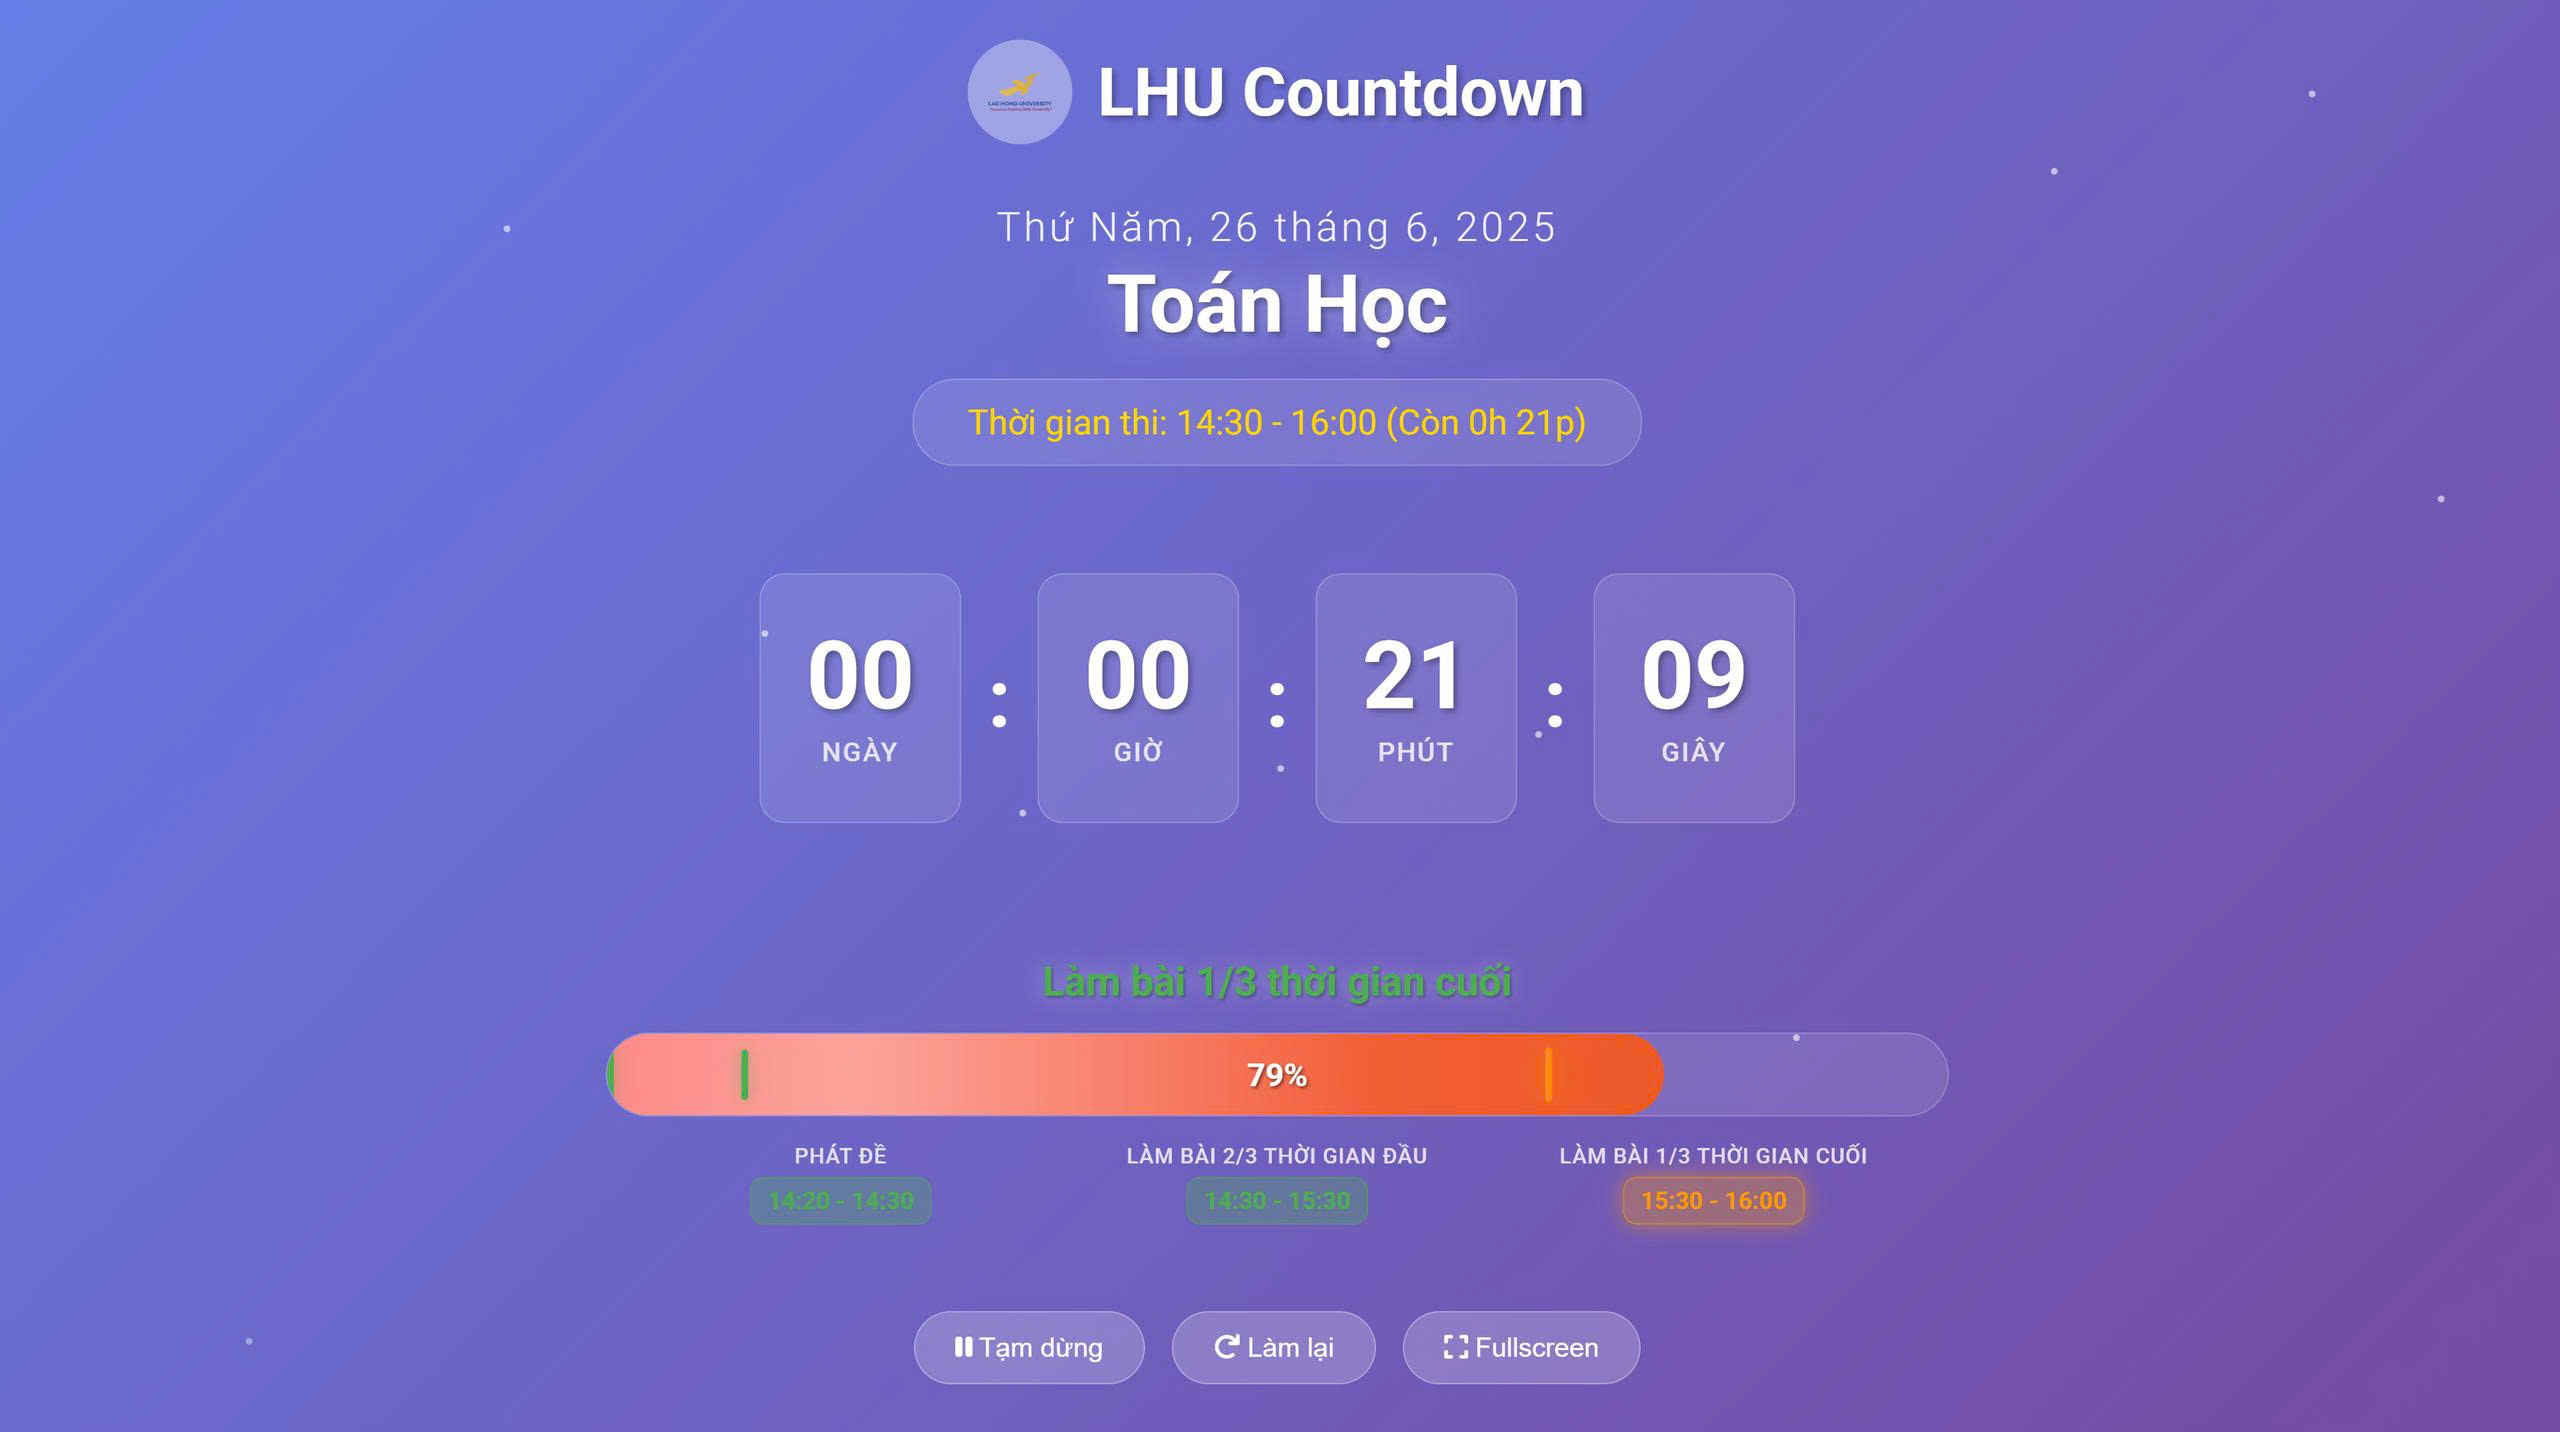 LAC HONG UNIVERSITY
LHU Countdown
Thứ Năm, 26 tháng 6, 2025
Toán Học
Thời gian thi: 14:30 - 16:00 (Còn 0h 21p)
00 : 00 : 21 : 09
NGÀY GIỜ PHÚT GIÂY
Làm bài 1/3 thời gian cuối
79%
PHÁT ĐỀ LÀM BÀI 2/3 THỜI GIAN ĐẦU LÀM BÀI 1/3 THỜI GIAN CUỐI
14:20 - 14:30 14:30 - 15:30 15:30 - 16:00
Tạm dừng Làm lại Fullscreen